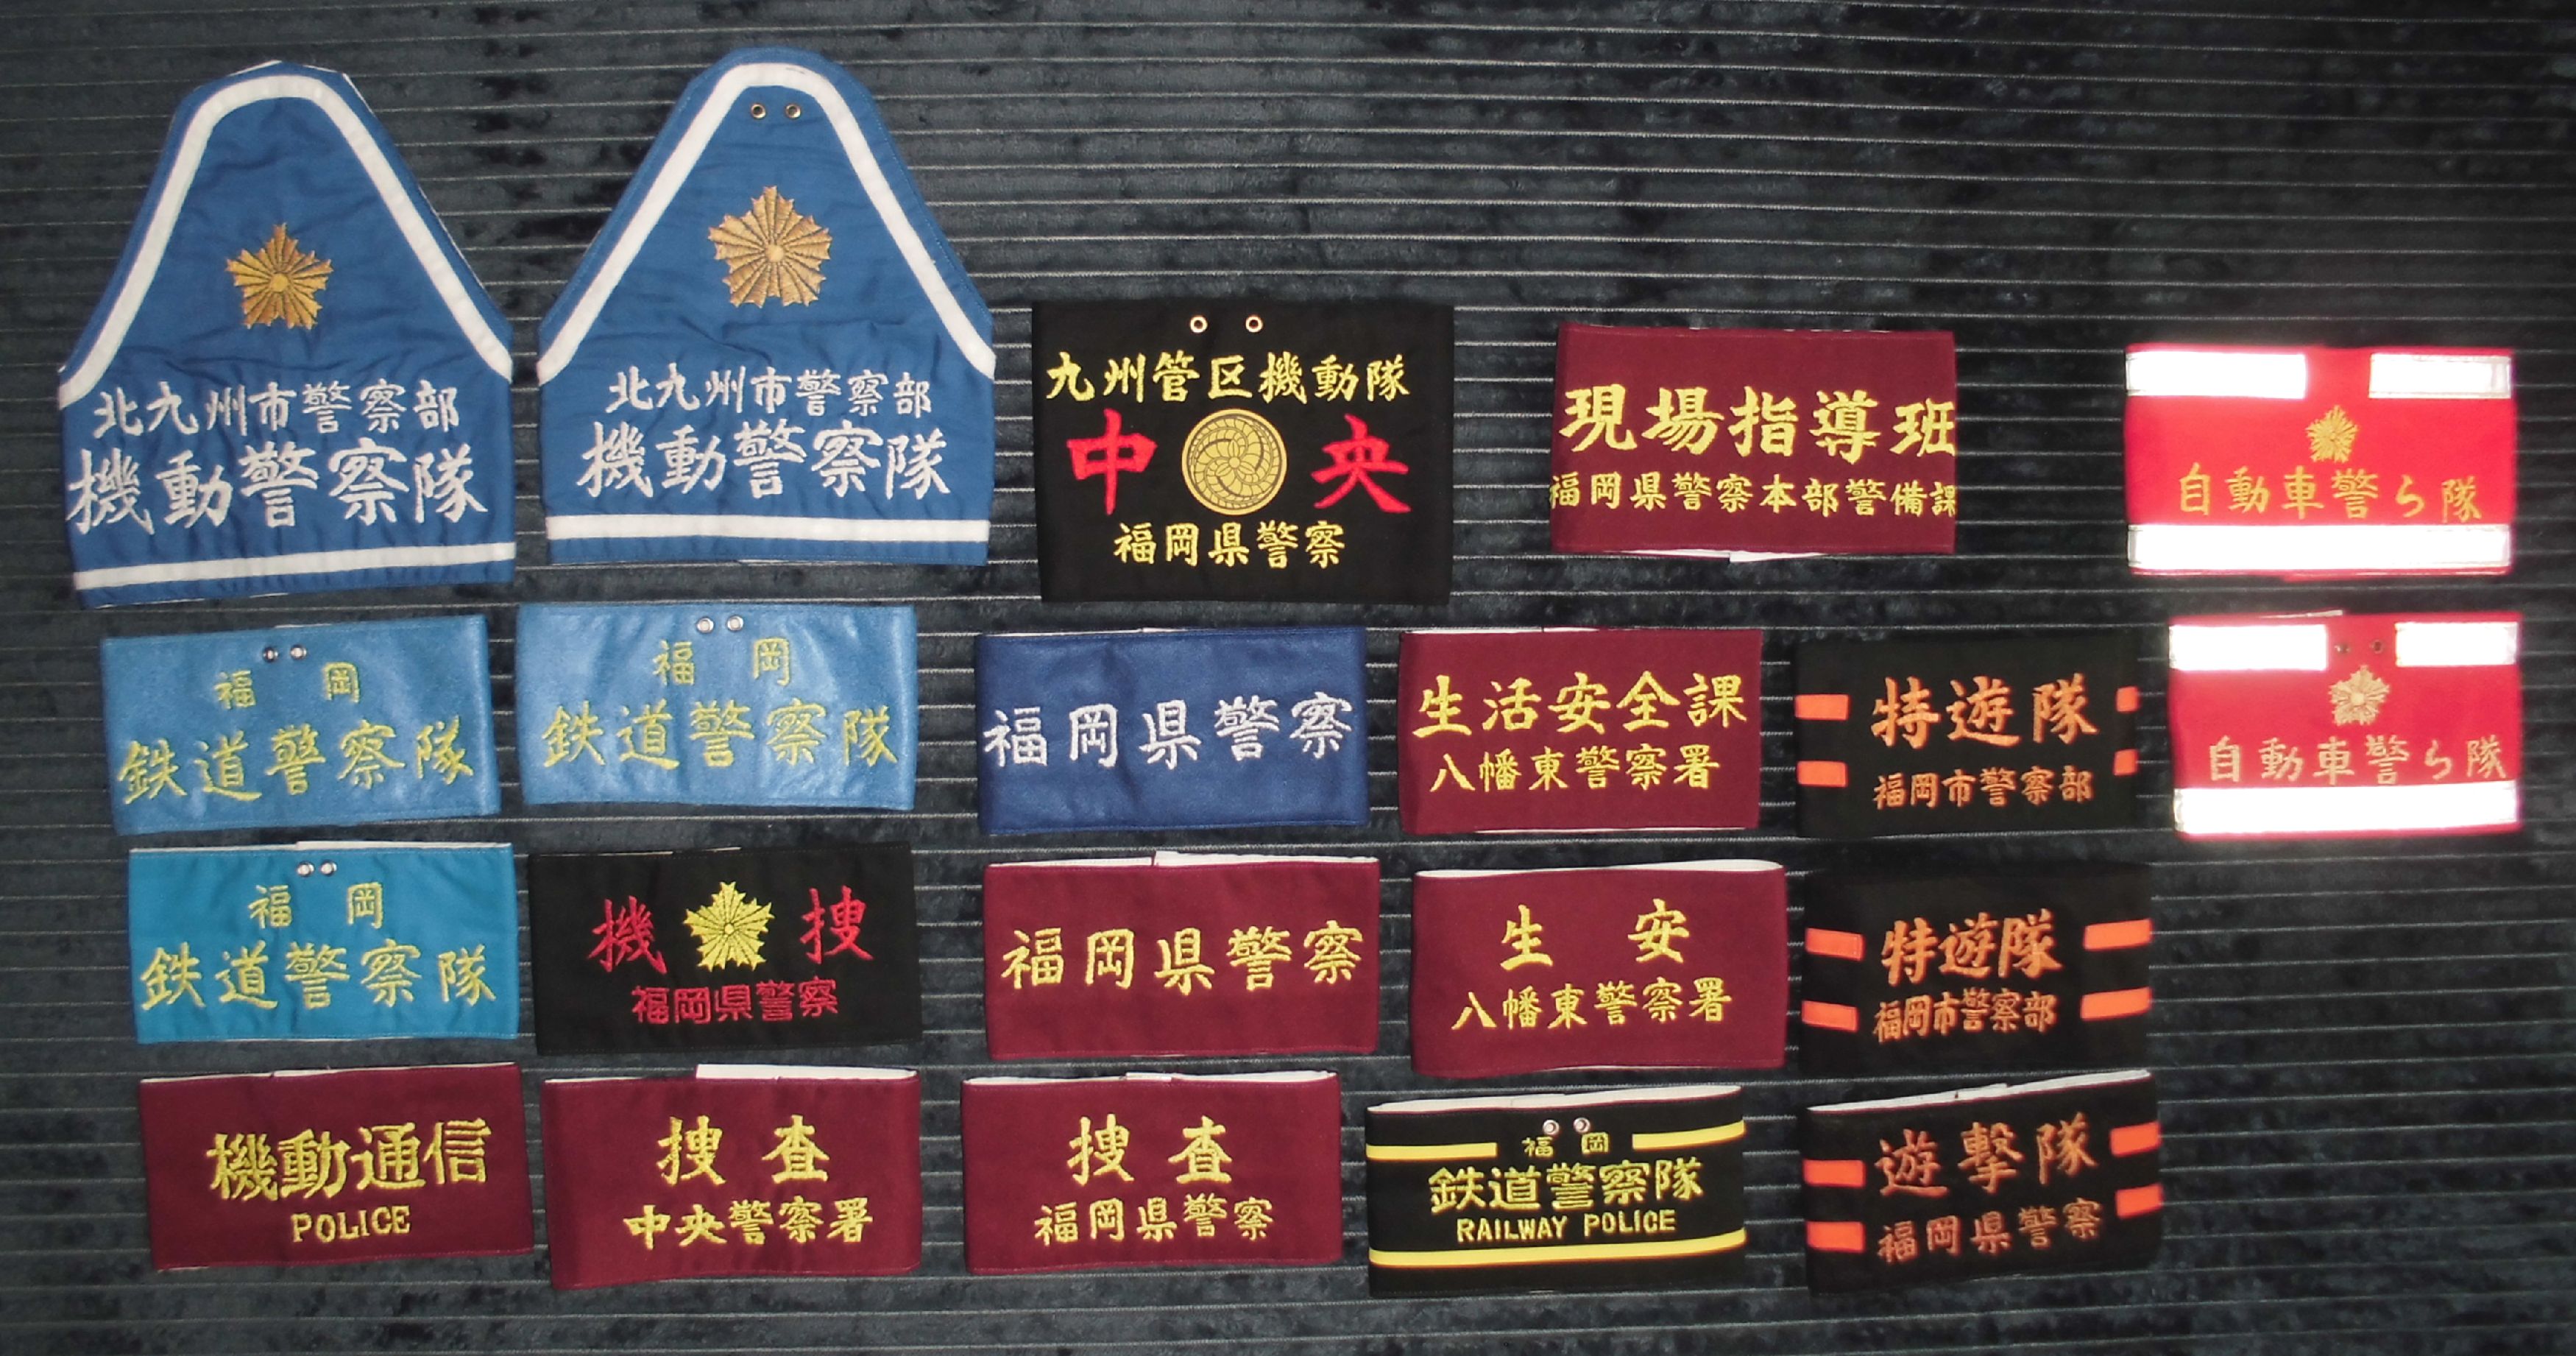 北九州市警察部
機動警察隊
北九州市警察部
機動警察隊
九州管区機動隊
中央
福岡県警察
現場指導班
福岡県警察本部警備課
自動車警ら隊
福岡
鉄道警察隊
福岡
鉄道警察隊
福岡県警察
生活安全課
八幡東警察署
特遊隊
福岡市警察部
自動車警ら隊
福岡
鉄道警察隊
機捜
福岡県警察
福岡県警察
生安
八幡東警察署
特遊隊
福岡市警察部
機動通信
POLICE
捜査
中央警察署
捜査
福岡県警察
福岡
鉄道警察隊
RAILWAY POLICE
遊撃隊
福岡県警察